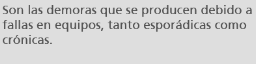 Son las demoras que se producen debido a
fallas en equipos, tanto esporádicas como
crónicas.